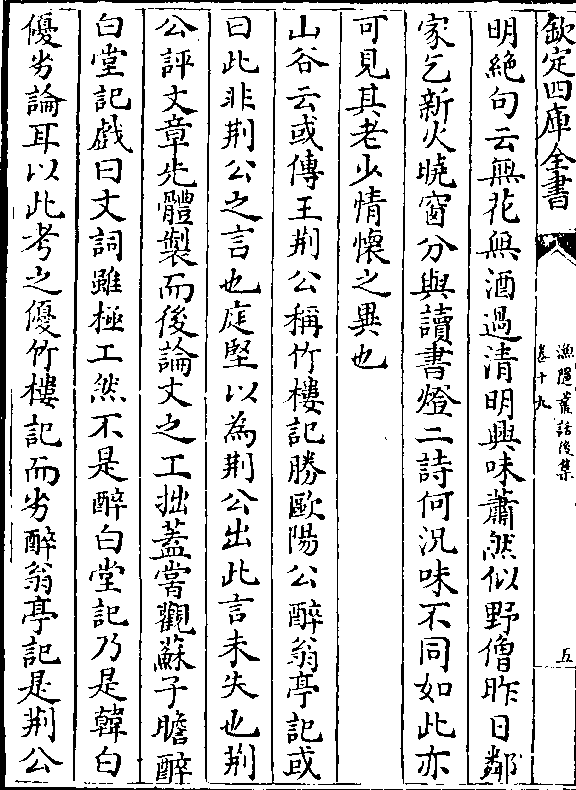 欽定四庫全書
漁隱叢話後集
卷十九
五
明絶句云無花無酒過清明興味蕭然似野僧昨日鄰
家乞新火曉窗分與讀書燈二詩何況味不同如此亦
可見其老少情懷之異也
山谷云或傳王荆公稱竹樓記勝歐陽公醉翁亭記或
曰此非荆公之言也庭堅以為荆公出此言未失也荆
公評文章先體製而後論文之工拙蓋嘗觀蘇子瞻醉
白堂記戲曰文詞雖極工然不是醉白堂記乃是韓白
優劣論耳以此考之優竹樓記而劣醉翁亭記是荆公